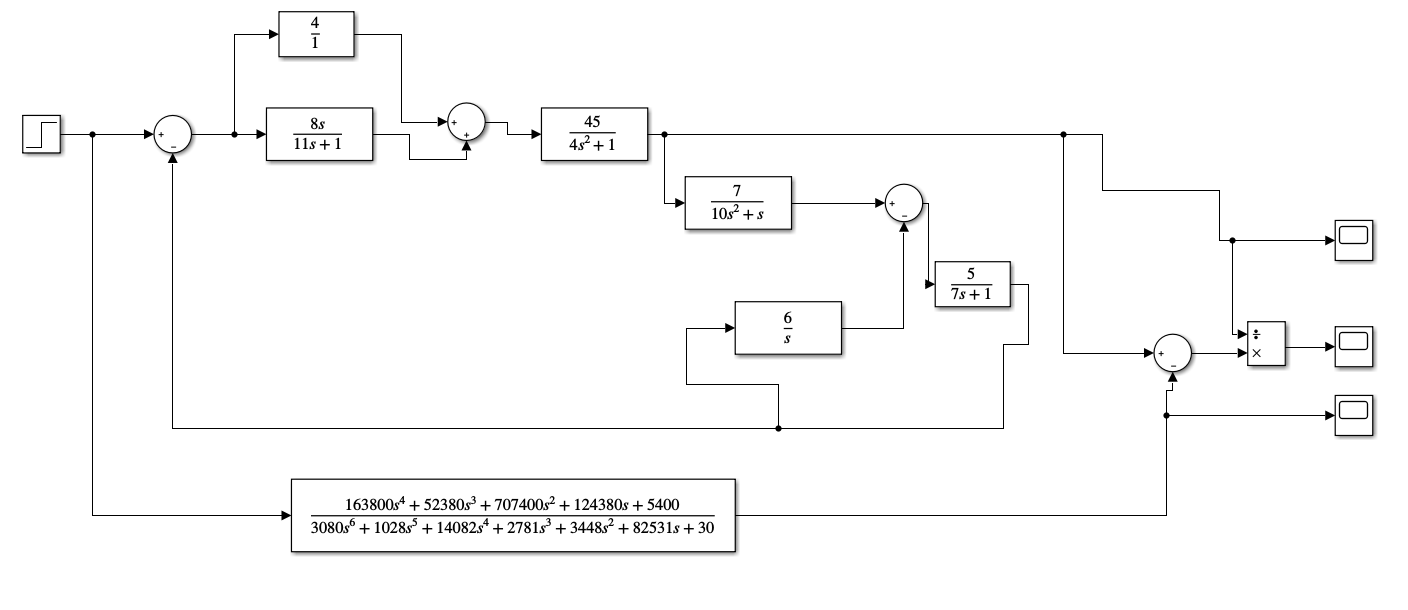 4
1
+
−
8s
11s + 1
+
+
45
4s² + 1
7
10s² + s
+
−
5
7s + 1
6
s
÷
×
+
−
163800s⁴ + 52380s³ + 707400s² + 124380s + 5400
3080s⁶ + 1028s⁵ + 14082s⁴ + 2781s³ + 3448s² + 82531s + 30